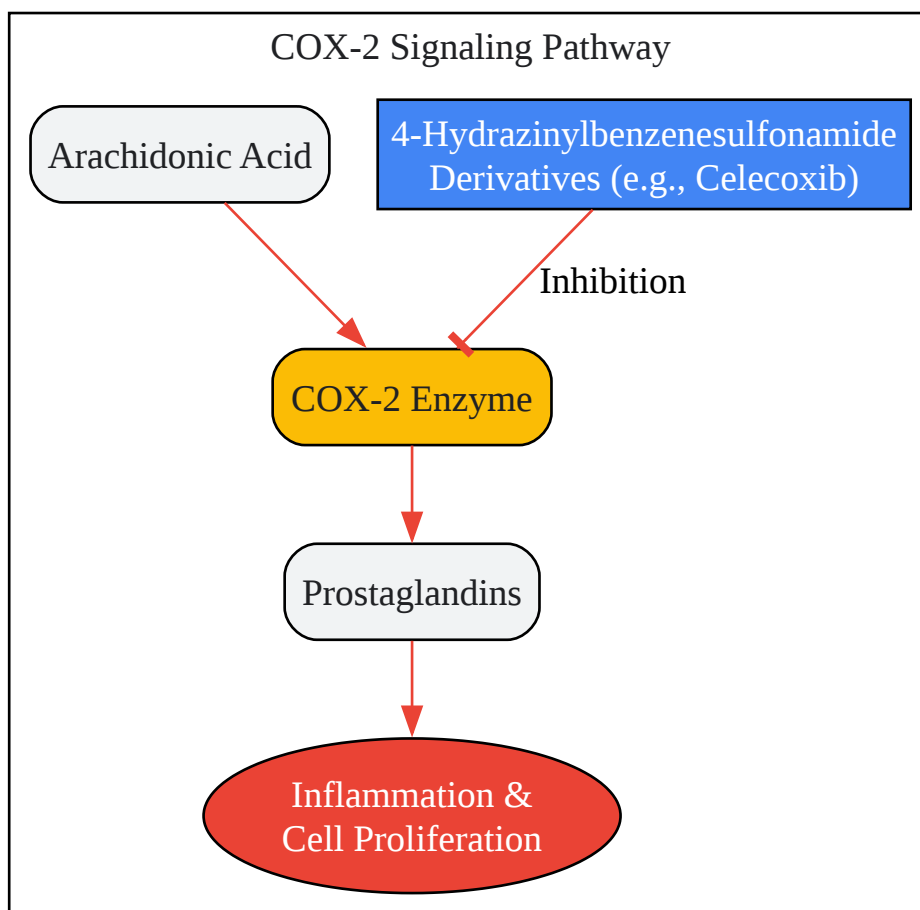 COX-2 Signaling Pathway
Arachidonic Acid
4-Hydrazinylbenzenesulfonamide
Derivatives (e.g., Celecoxib)
Inhibition
COX-2 Enzyme
Prostaglandins
Inflammation &
Cell Proliferation